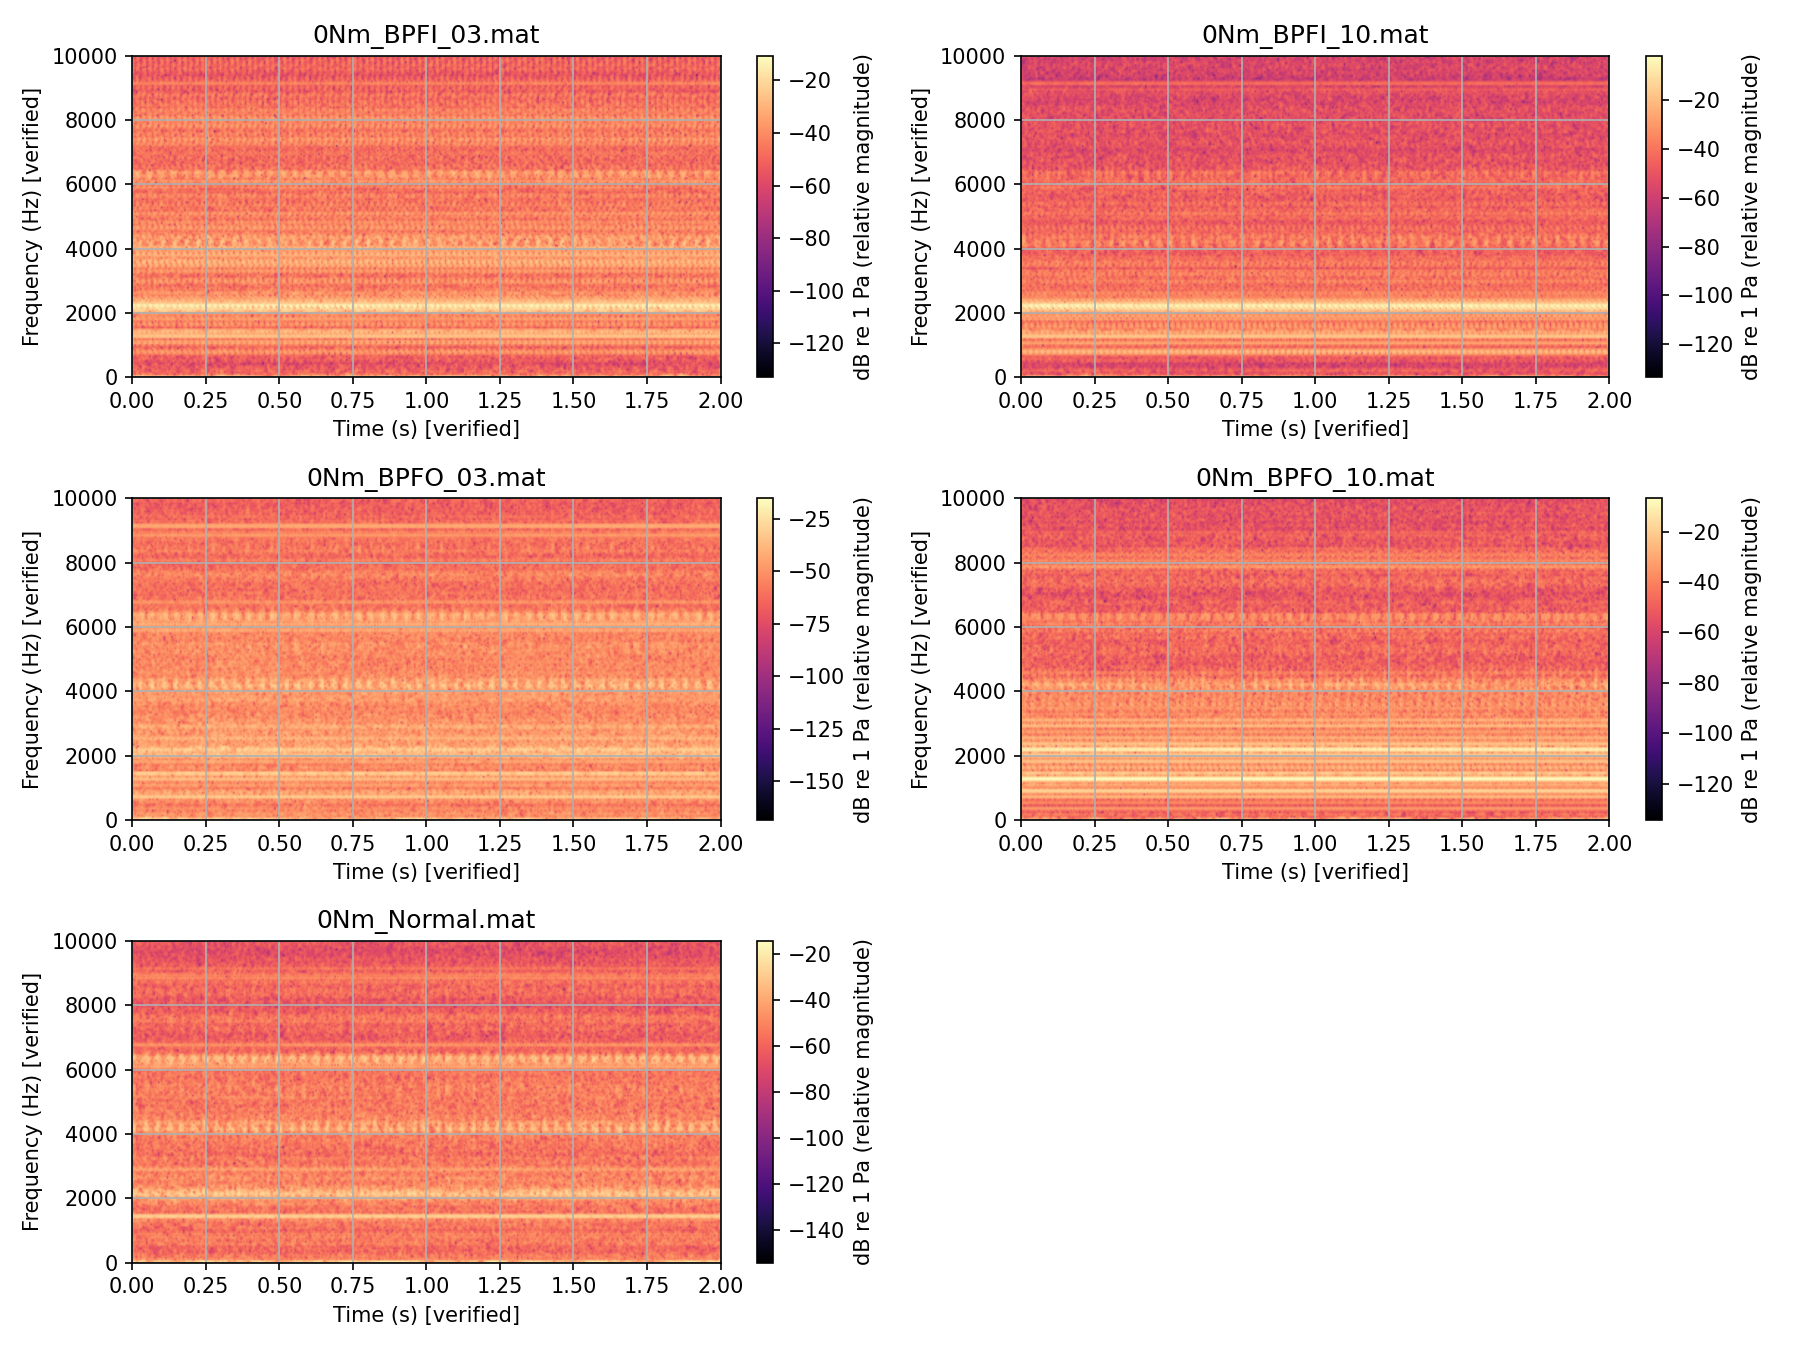 0Nm_BPFI_03.mat
10000
8000
6000
4000
2000
0
Frequency (Hz) [verified]
0.00 0.25 0.50 0.75 1.00 1.25 1.50 1.75 2.00
Time (s) [verified]
−20
−40
−60
−80
−100
−120
dB re 1 Pa (relative magnitude)
0Nm_BPFI_10.mat
10000
8000
6000
4000
2000
0
Frequency (Hz) [verified]
0.00 0.25 0.50 0.75 1.00 1.25 1.50 1.75 2.00
Time (s) [verified]
−20
−40
−60
−80
−100
−120
dB re 1 Pa (relative magnitude)
0Nm_BPFO_03.mat
10000
8000
6000
4000
2000
0
Frequency (Hz) [verified]
0.00 0.25 0.50 0.75 1.00 1.25 1.50 1.75 2.00
Time (s) [verified]
−25
−50
−75
−100
−125
−150
dB re 1 Pa (relative magnitude)
0Nm_BPFO_10.mat
10000
8000
6000
4000
2000
0
Frequency (Hz) [verified]
0.00 0.25 0.50 0.75 1.00 1.25 1.50 1.75 2.00
Time (s) [verified]
−20
−40
−60
−80
−100
−120
dB re 1 Pa (relative magnitude)
0Nm_Normal.mat
10000
8000
6000
4000
2000
0
Frequency (Hz) [verified]
0.00 0.25 0.50 0.75 1.00 1.25 1.50 1.75 2.00
Time (s) [verified]
−20
−40
−60
−80
−100
−120
−140
dB re 1 Pa (relative magnitude)